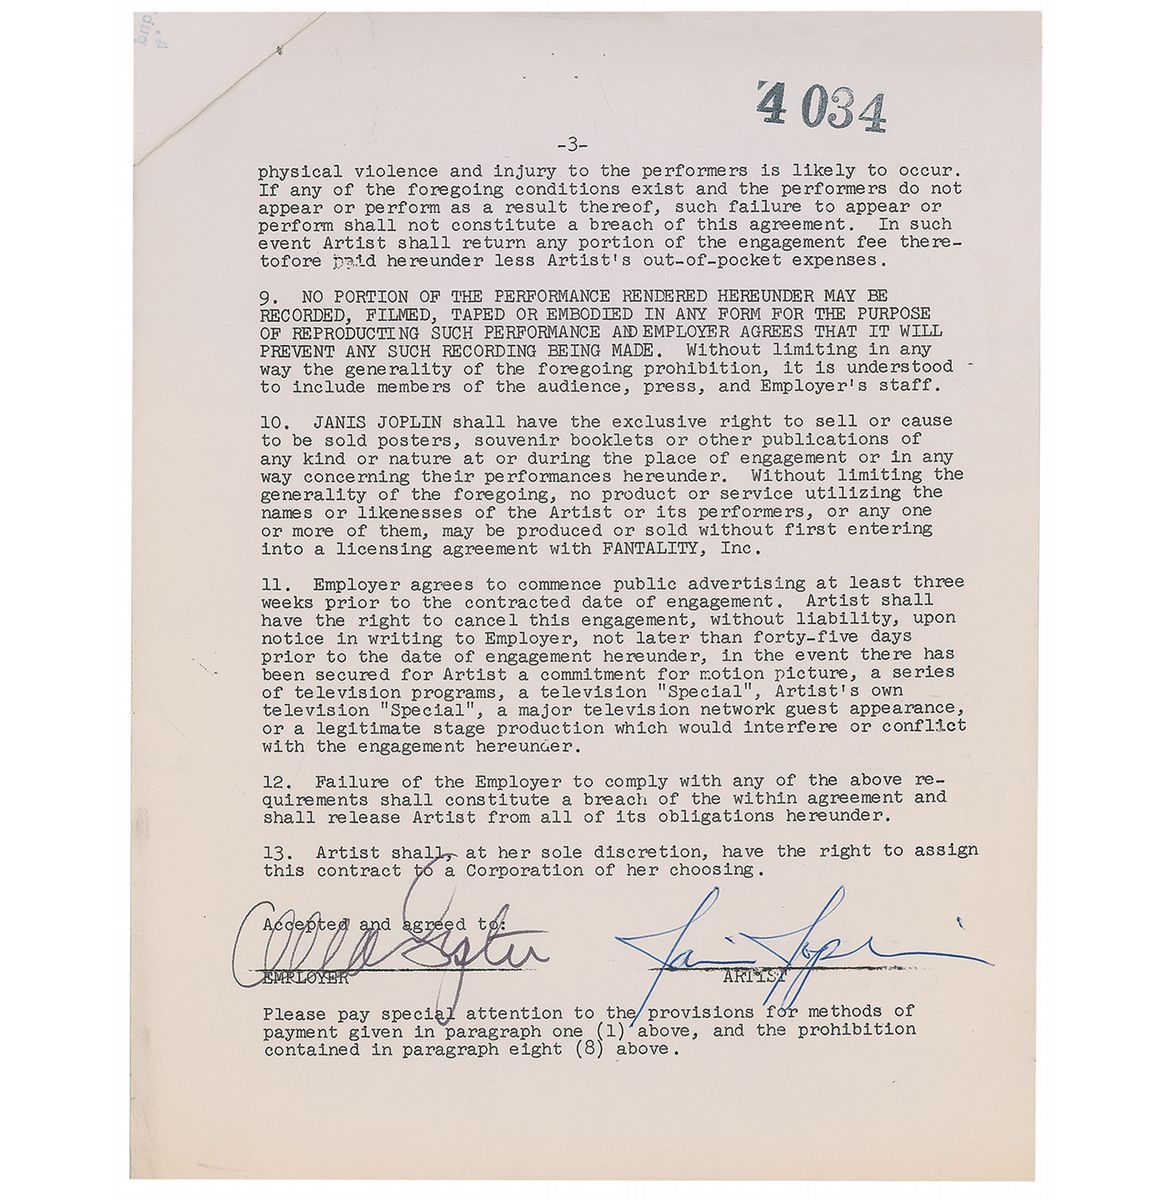 4 034
-3-
physical violence and injury to the performers is likely to occur.
If any of the foregoing conditions exist and the performers do not
appear or perform as a result thereof, such failure to appear or
perform shall not constitute a breach of this agreement.  In such
event Artist shall return any portion of the engagement fee there-
tofore paid hereunder less Artist's out-of-pocket expenses.
9.  NO PORTION OF THE PERFORMANCE RENDERED HEREUNDER MAY BE
RECORDED, FILMED, TAPED OR EMBODIED IN ANY FORM FOR THE PURPOSE
OF REPRODUCTING SUCH PERFORMANCE AND EMPLOYER AGREES THAT IT WILL
PREVENT ANY SUCH RECORDING BEING MADE.  Without limiting in any
way the generality of the foregoing prohibition, it is understood
to include members of the audience, press, and Employer's staff.
10.  JANIS JOPLIN shall have the exclusive right to sell or cause
to be sold posters, souvenir booklets or other publications of
any kind or nature at or during the place of engagement or in any
way concerning their performances hereunder.  Without limiting the
generality of the foregoing, no product or service utilizing the
names or likenesses of the Artist or its performers, or any one
or more of them, may be produced or sold without first entering
into a licensing agreement with FANTALITY, Inc.
11.  Employer agrees to commence public advertising at least three
weeks prior to the contracted date of engagement.  Artist shall
have the right to cancel this engagement, without liability, upon
notice in writing to Employer, not later than forty-five days
prior to the date of engagement hereunder, in the event there has
been secured for Artist a commitment for motion picture, a series
of television programs, a television "Special", Artist's own
television "Special", a major television network guest appearance,
or a legitimate stage production which would interfere or conflict
with the engagement hereunder.
12.  Failure of the Employer to comply with any of the above re-
quirements shall constitute a breach of the within agreement and
shall release Artist from all of its obligations hereunder.
13.  Artist shall, at her sole discretion, have the right to assign
this contract to a Corporation of her choosing.
Accepted and agreed to:
Janis Joplin
EMPLOYER ARTIST
Please pay special attention to the provisions for methods of
payment given in paragraph one (1) above, and the prohibition
contained in paragraph eight (8) above.